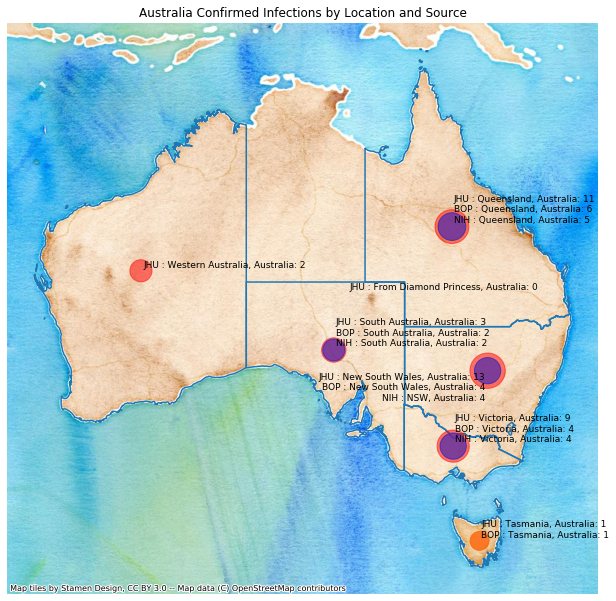 Australia Confirmed Infections by Location and Source
JHU : Queensland, Australia: 11
BOP : Queensland, Australia: 6
NIH : Queensland, Australia: 5
JHU : Western Australia, Australia: 2
JHU : From Diamond Princess, Australia: 0
JHU : South Australia, Australia: 3
BOP : South Australia, Australia: 2
NIH : South Australia, Australia: 2
JHU : New South Wales, Australia: 13
BOP : New South Wales, Australia: 4
NIH : NSW, Australia: 4
JHU : Victoria, Australia: 9
BOP : Victoria, Australia: 4
NIH : Victoria, Australia: 4
JHU : Tasmania, Australia: 1
BOP : Tasmania, Australia: 1
Map tiles by Stamen Design, CC BY 3.0 -- Map data (C) OpenStreetMap contributors